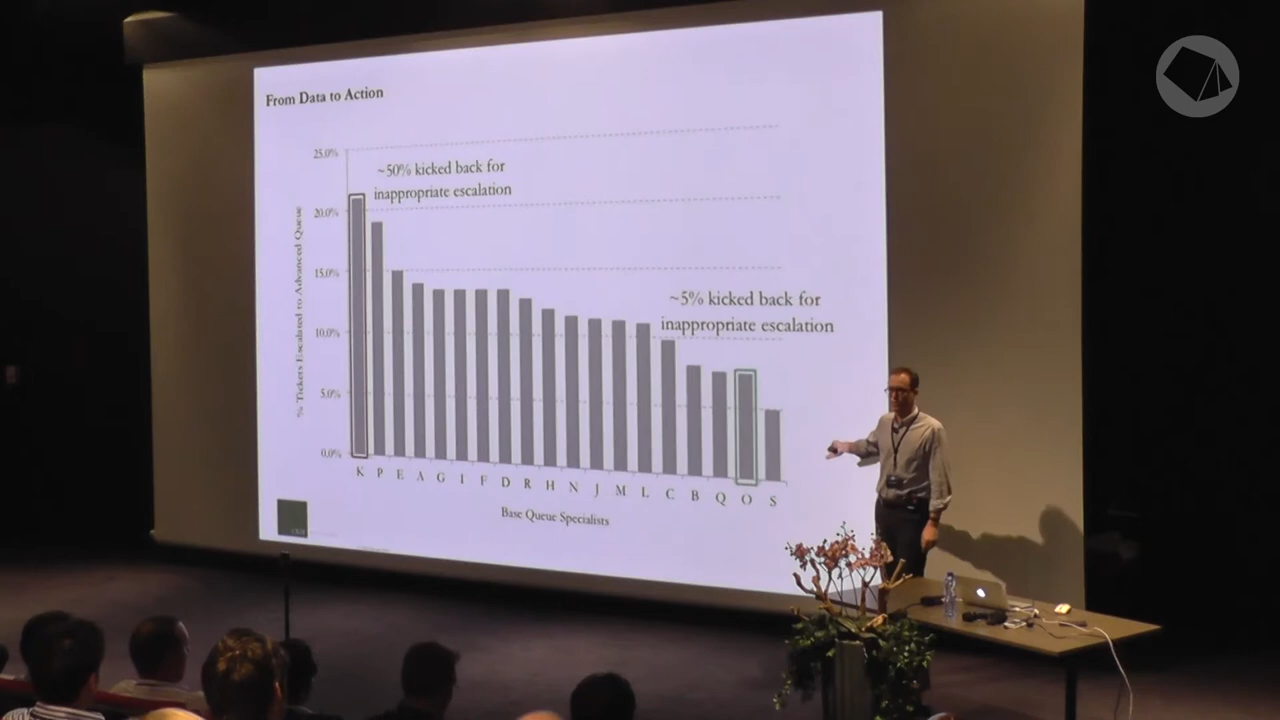 From Data to Action
25.0%
~50% kicked back for
inappropriate escalation
20.0%
15.0%
~5% kicked back for
inappropriate escalation
10.0%
5.0%
0.0%
% Tickets Escalated to Advanced Queue
K P E A G I F D R H N J M L C B Q O S
Base Queue Specialists